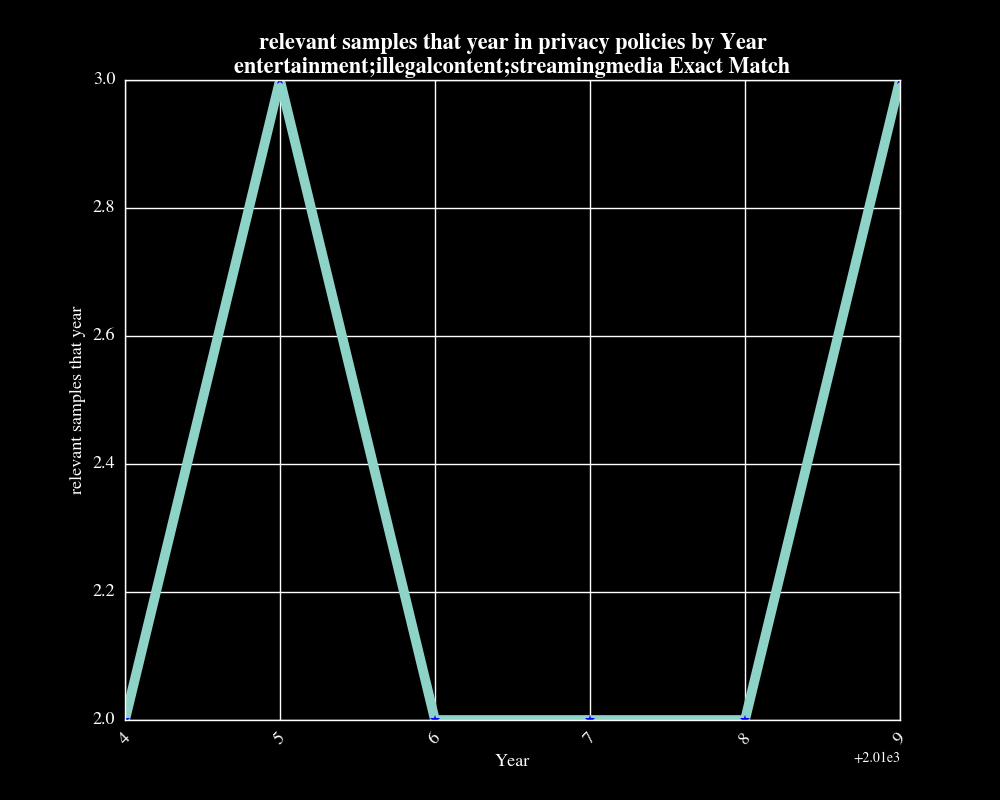 relevant samples that year in privacy policies by Year
entertainment;illegalcontent;streamingmedia Exact Match
3.0
2.8
2.6
2.4
2.2
2.0
relevant samples that year
4
5
6
7
8
9
Year
+2.01e3